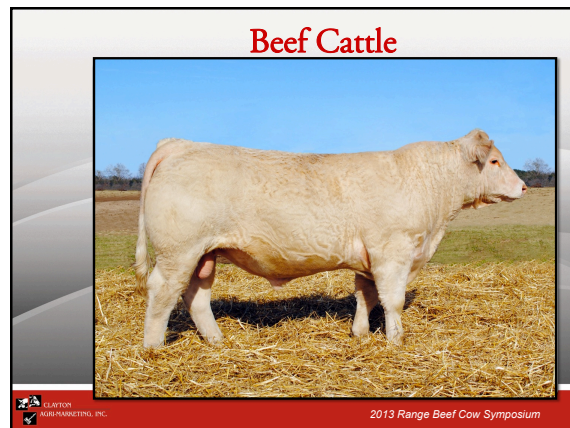 Beef Cattle
CLAYTON
AGRI-MARKETING, INC.
2013 Range Beef Cow Symposium